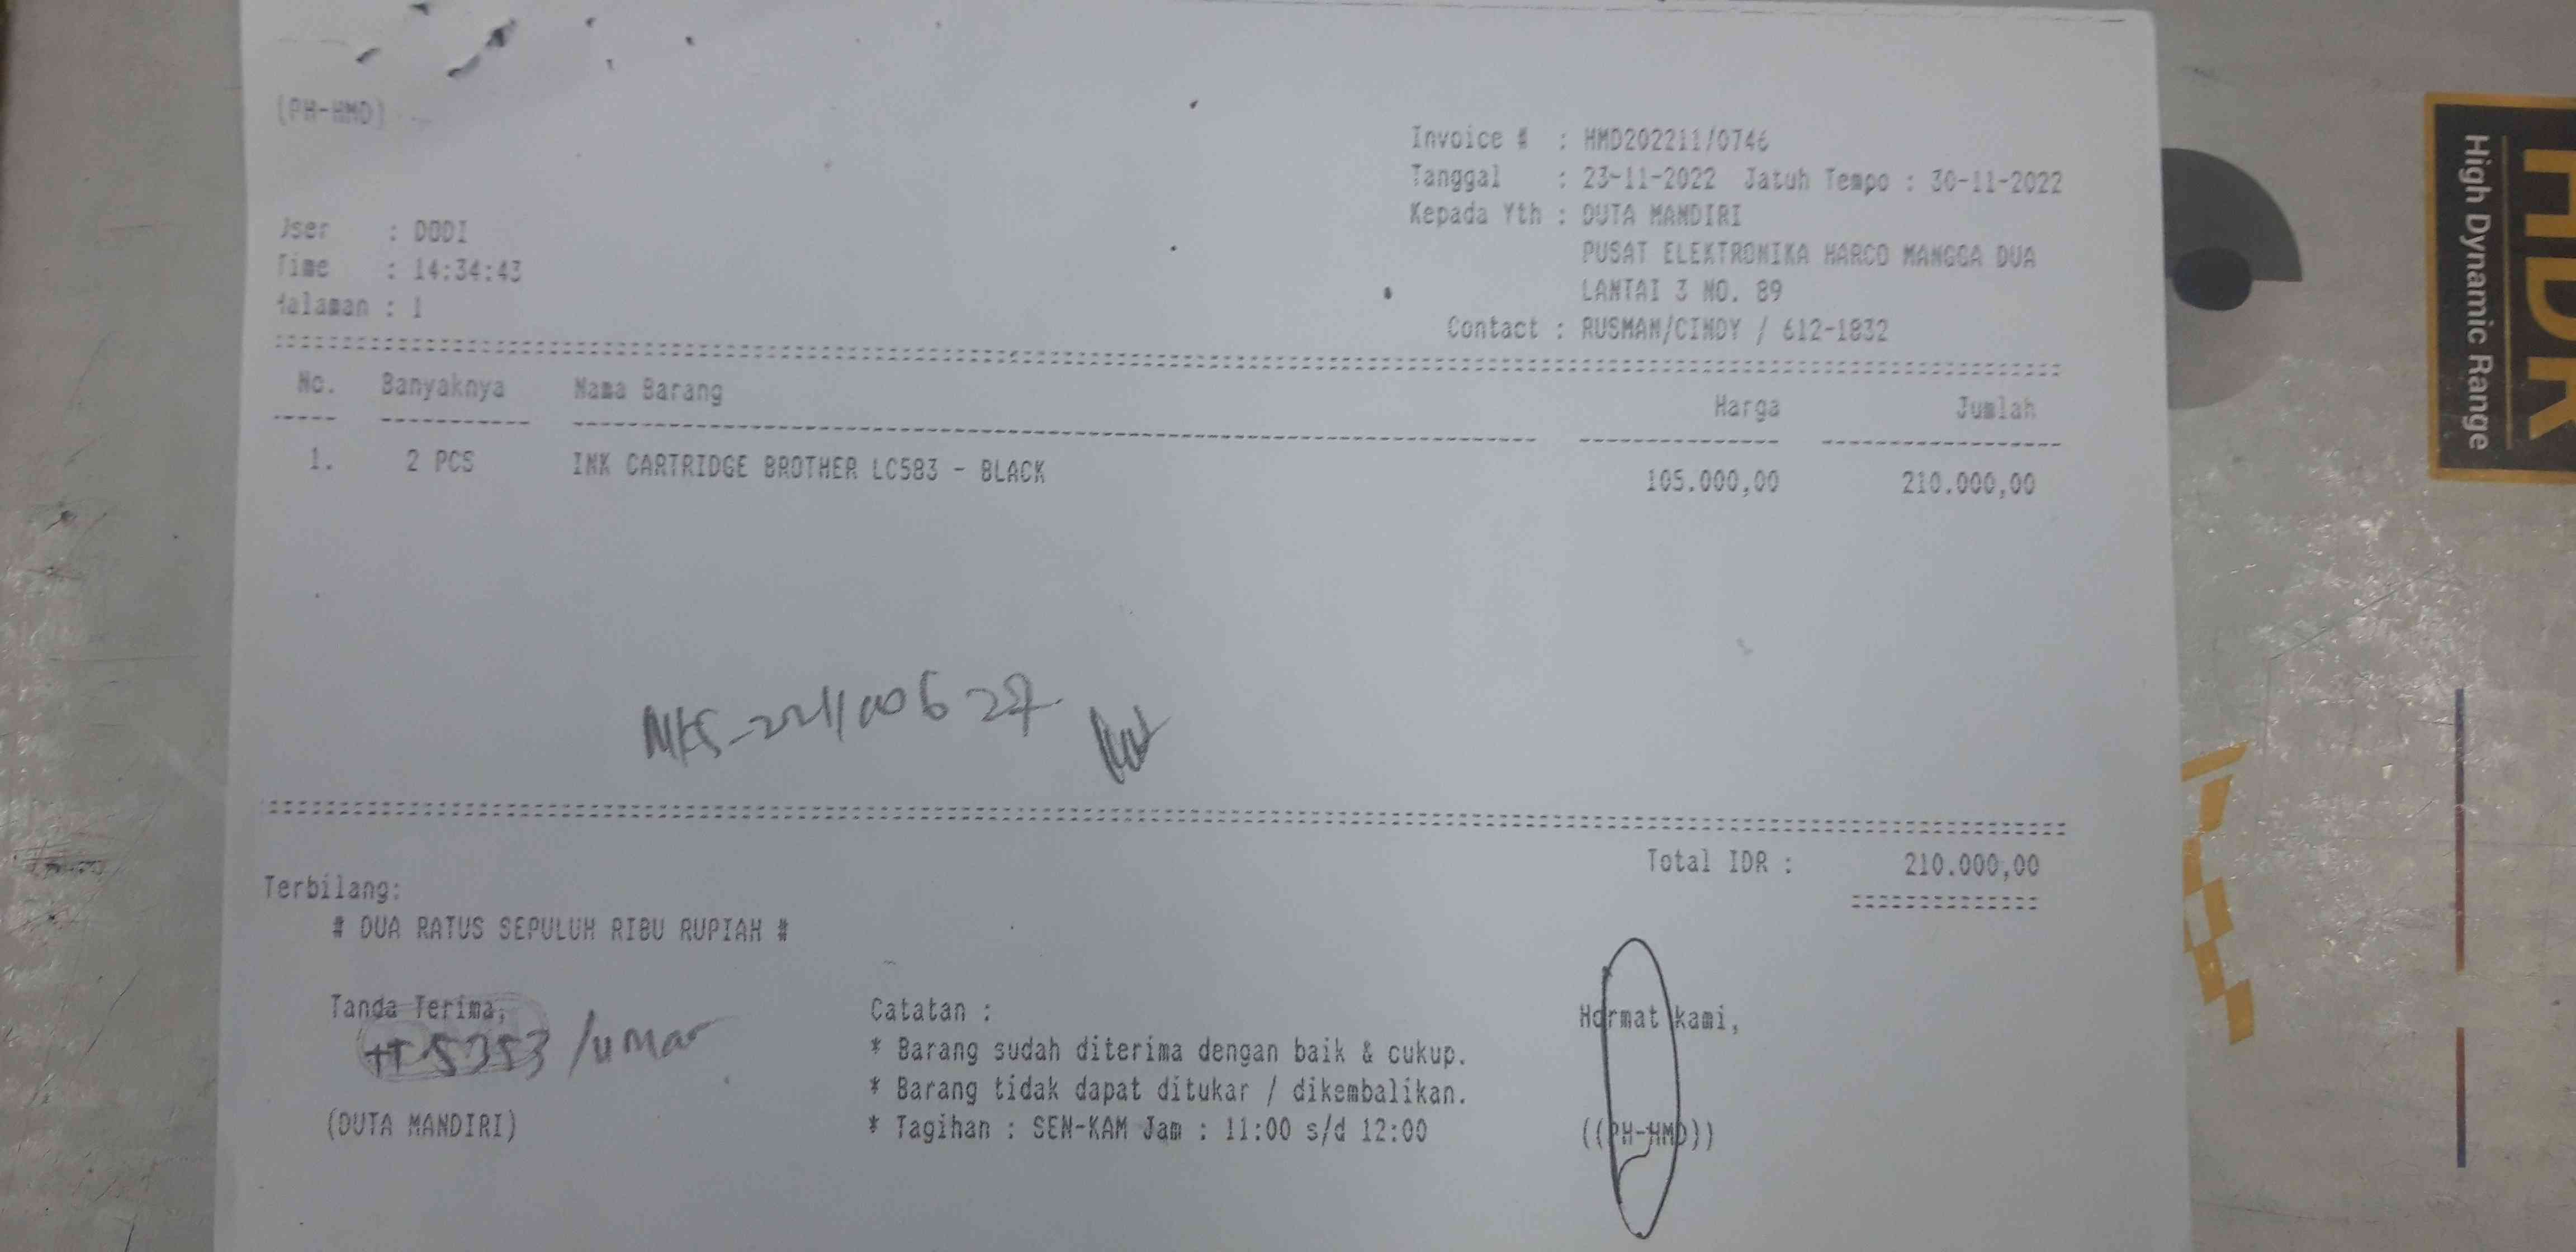 (PH-HMD)
Invoice # : HMD202211/0746
Tanggal : 23-11-2022 Jatuh Tempo : 30-11-2022
Kepada Yth : DUTA MANDIRI
PUSAT ELEKTRONIKA HARCO MANGGA DUA
LANTAI 3 NO. 89
Contact : RUSMAN/CINDY / 612-1832
User : DODI
Time : 14:34:43
Halaman : 1
No. Banyaknya Nama Barang Harga Jumlah
1. 2 PCS INK CARTRIDGE BROTHER LC583 - BLACK 105.000,00 210.000,00
Total IDR : 210.000,00
Terbilang:
# DUA RATUS SEPULUH RIBU RUPIAH #
Tanda Terima,
/umar
(DUTA MANDIRI)
Catatan :
* Barang sudah diterima dengan baik & cukup.
* Barang tidak dapat ditukar / dikembalikan.
* Tagihan : SEN-KAM Jam : 11:00 s/d 12:00
Hormat kami,
((PH-HMD))
HDR
High Dynamic Range